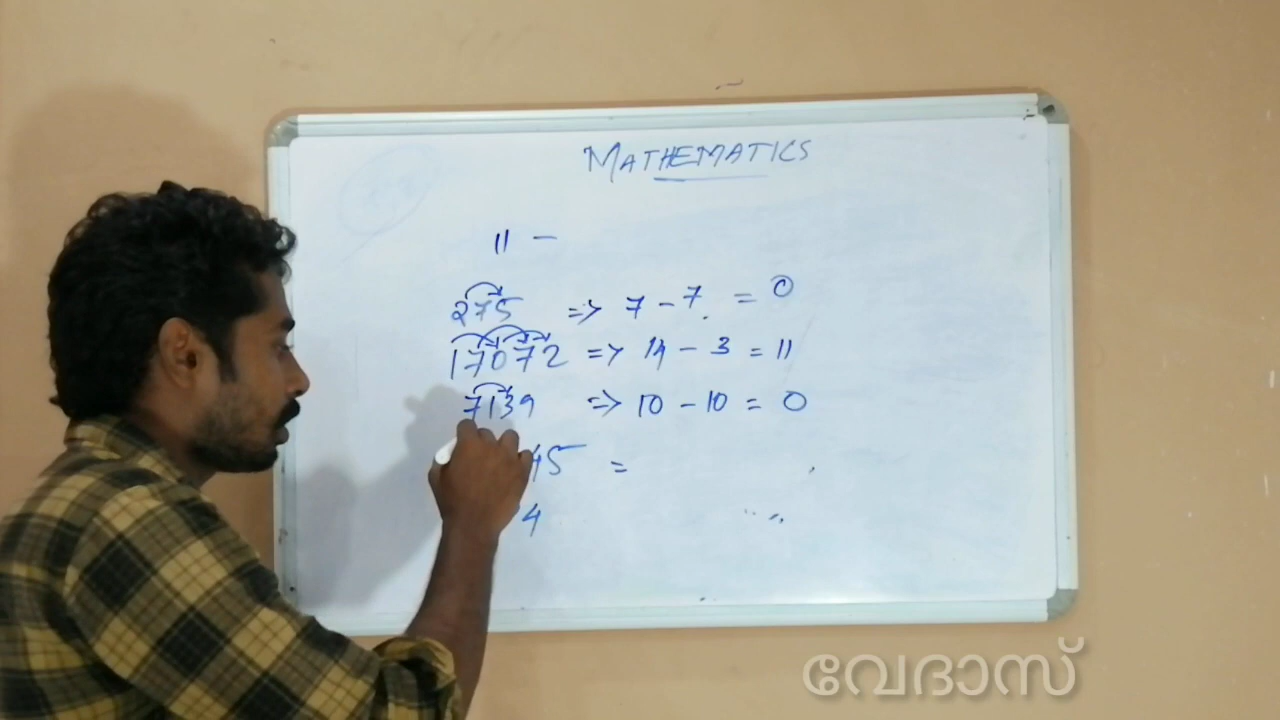 MATHEMATICS
11 -
275 => 7 - 7 = 0
17072 => 14 - 3 = 11
7139 => 10 - 10 = 0
45 =
4
വേദാസ്